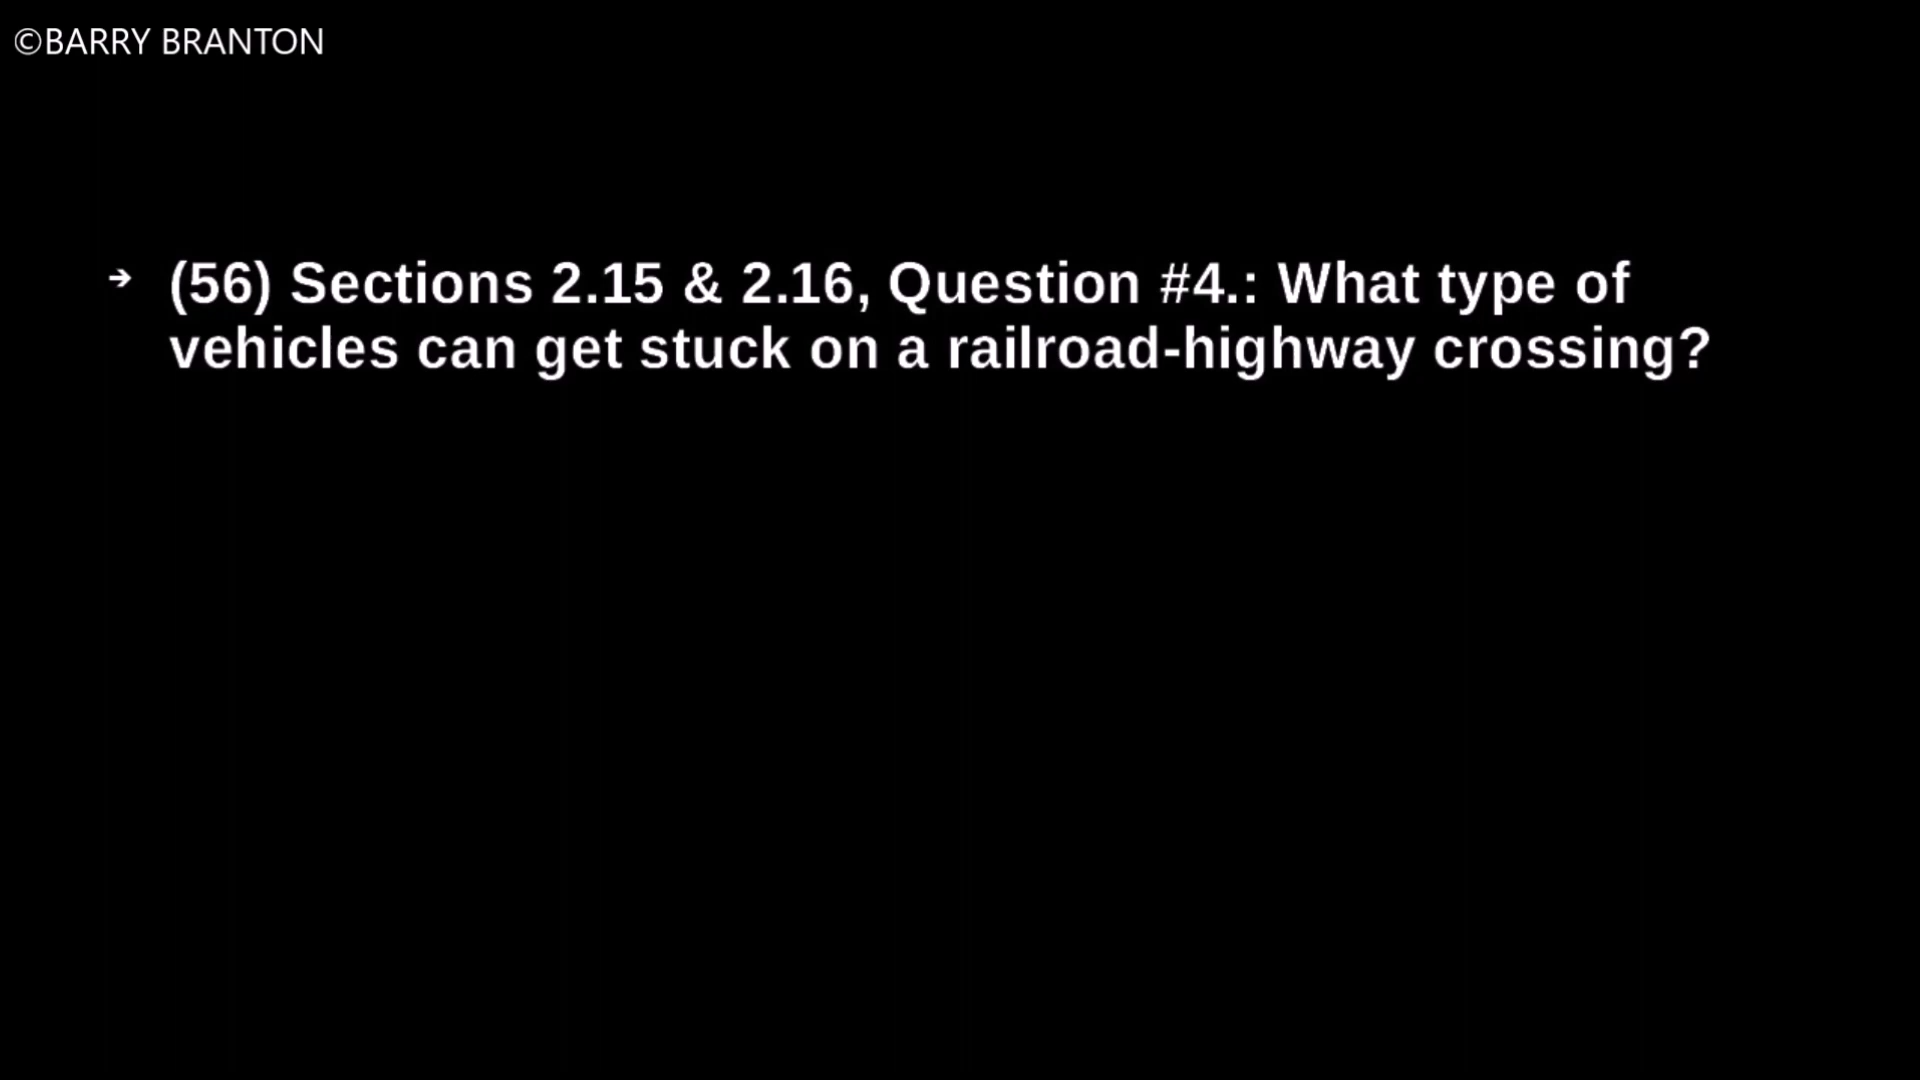 ©BARRY BRANTON
➔ (56) Sections 2.15 & 2.16, Question #4.: What type of
vehicles can get stuck on a railroad-highway crossing?